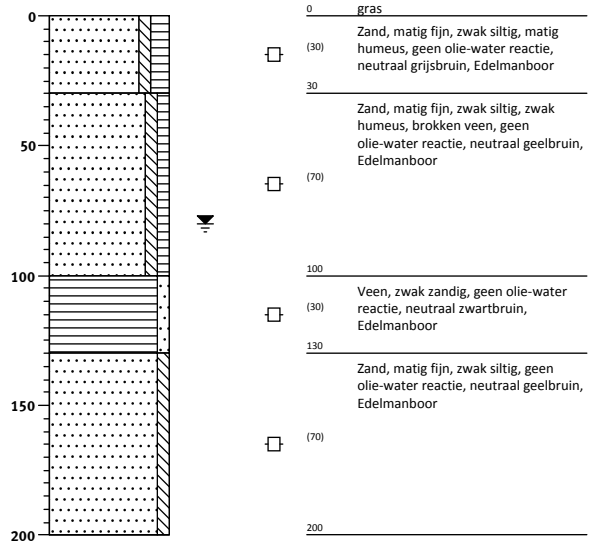 0
50
100
150
200
0 gras
Zand, matig fijn, zwak siltig, matig
(30) humeus, geen olie-water reactie,
neutraal grijsbruin, Edelmanboor
30
Zand, matig fijn, zwak siltig, zwak
humeus, brokken veen, geen
olie-water reactie, neutraal geelbruin,
Edelmanboor
(70)
100
Veen, zwak zandig, geen olie-water
(30) reactie, neutraal zwartbruin,
Edelmanboor
130
Zand, matig fijn, zwak siltig, geen
olie-water reactie, neutraal geelbruin,
Edelmanboor
(70)
200